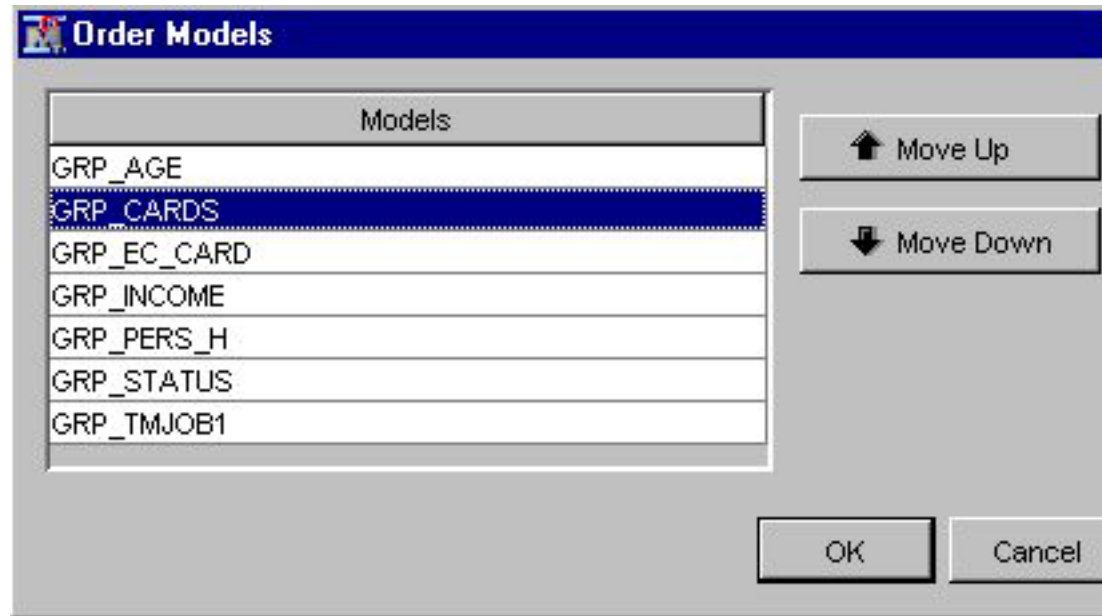 Order Models
Models
GRP_AGE
GRP_CARDS
GRP_EC_CARD
GRP_INCOME
GRP_PERS_H
GRP_STATUS
GRP_TMJOB1
Move Up
Move Down
OK
Cancel